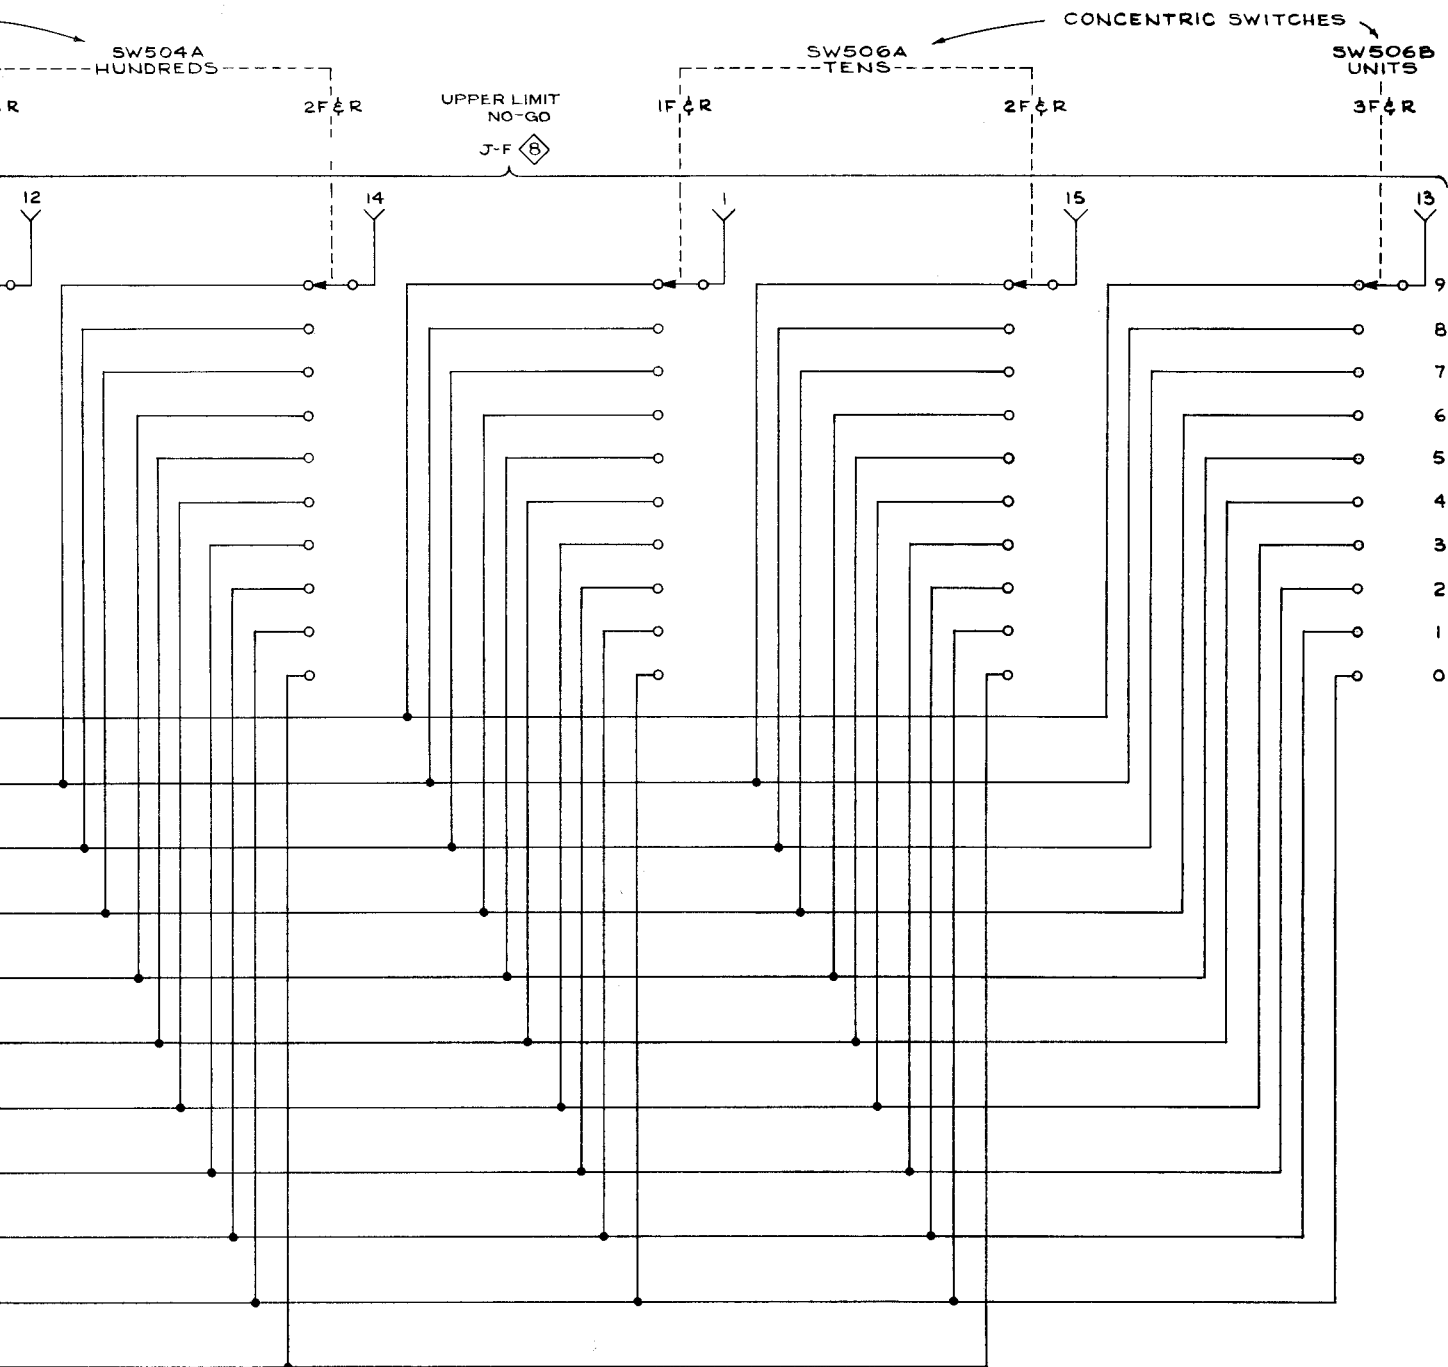 CONCENTRIC SWITCHES
SW504A
HUNDREDS
SW506A
TENS
SW506B
UNITS
R
2F & R
UPPER LIMIT
NO-GO
1F & R
2F & R
3F & R
J-F 8
12
14
1
15
13
9
8
7
6
5
4
3
2
1
0